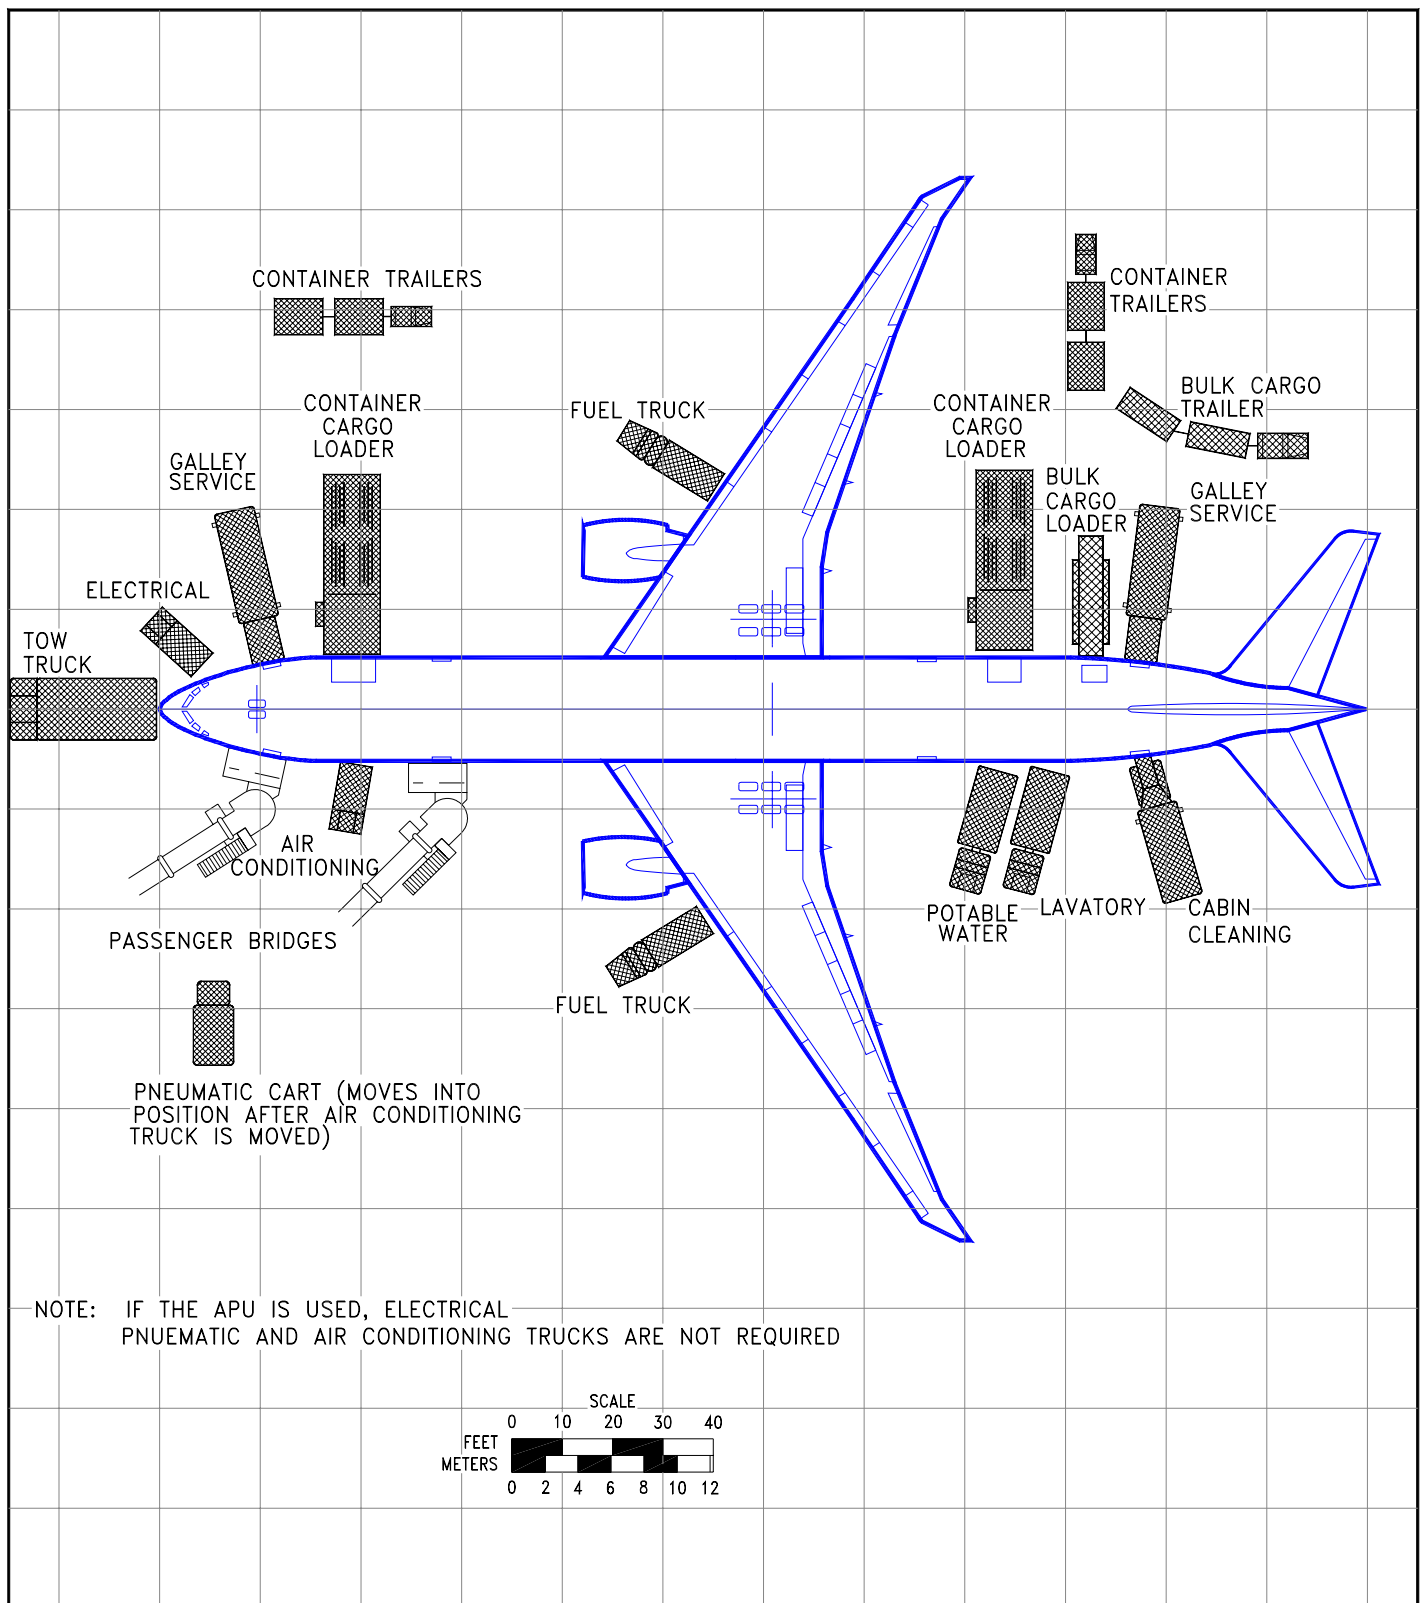 CONTAINER TRAILERS
CONTAINER
TRAILERS
BULK CARGO
TRAILER
CONTAINER
CARGO
LOADER
FUEL TRUCK
CONTAINER
CARGO
LOADER
GALLEY
SERVICE
BULK
CARGO
LOADER
GALLEY
SERVICE
ELECTRICAL
TOW
TRUCK
AIR
CONDITIONING
PASSENGER BRIDGES
POTABLE
WATER
LAVATORY
CABIN
CLEANING
FUEL TRUCK
PNEUMATIC CART (MOVES INTO
POSITION AFTER AIR CONDITIONING
TRUCK IS MOVED)
NOTE: IF THE APU IS USED, ELECTRICAL
PNUEMATIC AND AIR CONDITIONING TRUCKS ARE NOT REQUIRED
SCALE
0 10 20 30 40
FEET
METERS
0 2 4 6 8 10 12